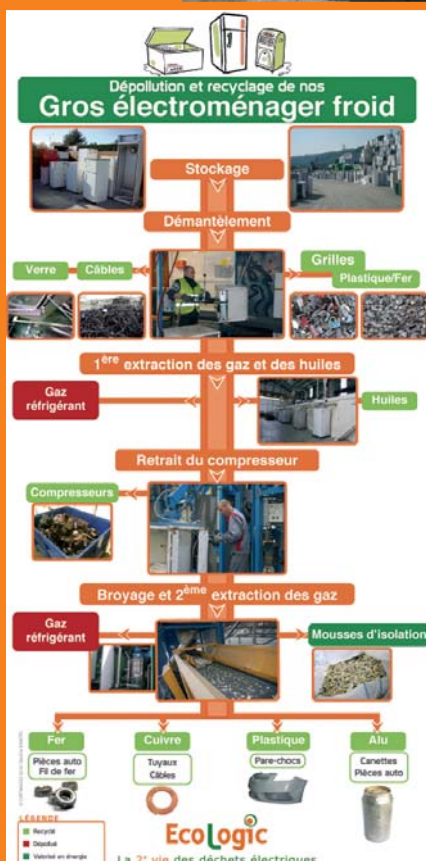 Dépollution et recyclage de nos
Gros électroménager froid
Stockage
Démantèlement
Verre
Câbles
Grilles
Plastique/Fer
1ère extraction des gaz et des huiles
Gaz
réfrigérant
Huiles
Retrait du compresseur
Compresseurs
Broyage et 2ème extraction des gaz
Gaz
réfrigérant
Mousses d'isolation
Fer
Cuivre
Plastique
Alu
Pièces auto
Fil de fer
Tuyaux
Câbles
Pare-chocs
Canettes
Pièces auto
LÉGENDE
Recyclé
Dépollué
Valorisé en énergie
EcoLogic
La 2e vie des déchets électriques